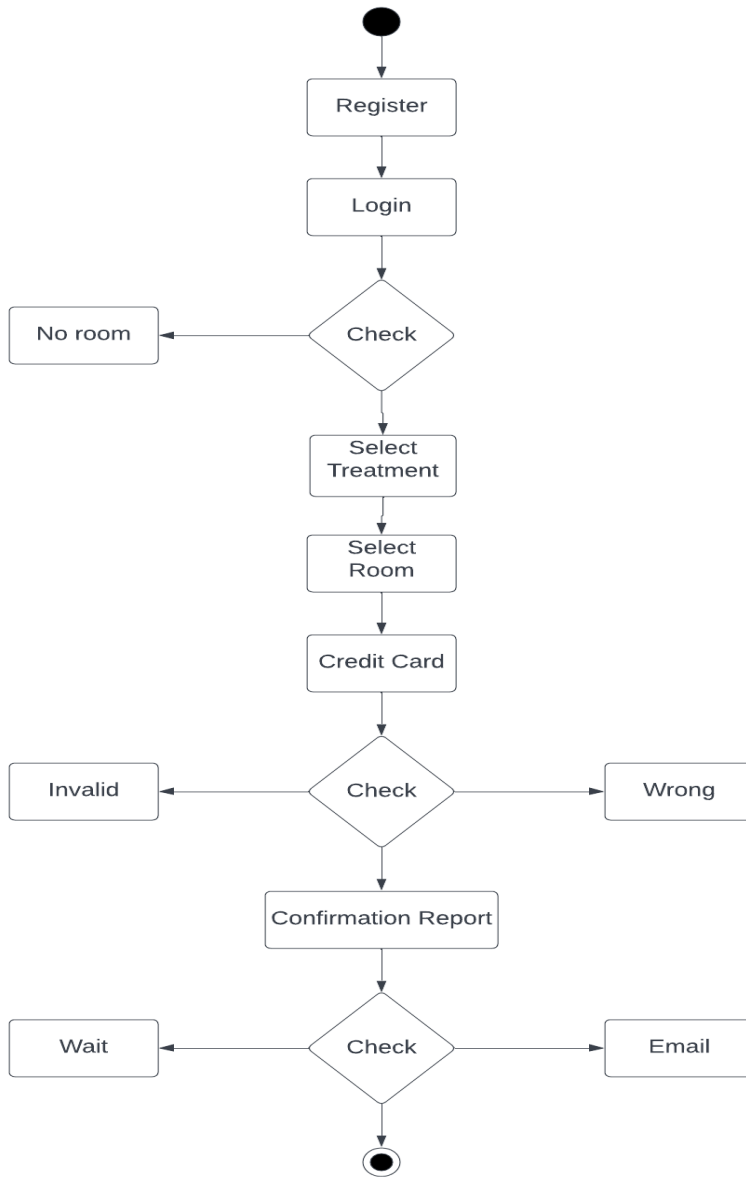 Register
Login
No room
Check
Select
Treatment
Select
Room
Credit Card
Invalid
Check
Wrong
Confirmation Report
Wait
Check
Email